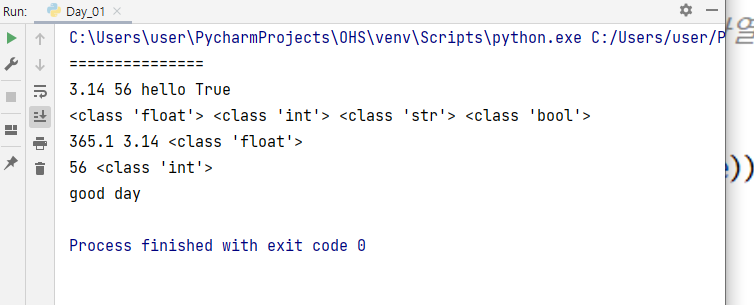 Run: Day_01
C:\Users\user\PycharmProjects\OHS\venv\Scripts\python.exe C:/Users/user/P
===============
3.14 56 hello True
<class 'float'> <class 'int'> <class 'str'> <class 'bool'>
365.1 3.14 <class 'float'>
56 <class 'int'>
good day
Process finished with exit code 0
))